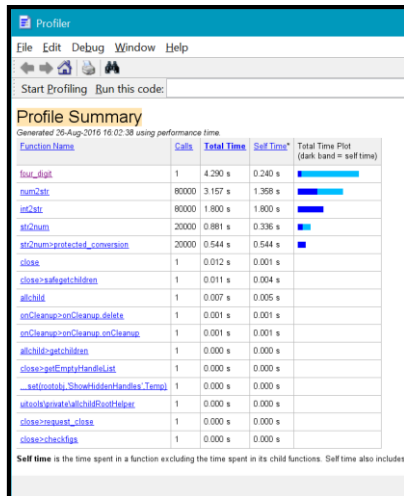 Profiler
File Edit Debug Window Help
Start Profiling Run this code:
Profile Summary
Generated 26-Aug-2016 16:02:38 using performance time.
Function Name Calls Total Time Self Time* Total Time Plot
(dark band = self time)
four_digit 1 4.290 s 0.240 s
num2str 80000 3.157 s 1.358 s
int2str 80000 1.800 s 1.800 s
str2num 20000 0.881 s 0.336 s
str2num>protected_conversion 20000 0.544 s 0.544 s
close 1 0.012 s 0.001 s
close>safegetchildren 1 0.011 s 0.004 s
allchild 1 0.007 s 0.005 s
onCleanup>onCleanup.delete 1 0.001 s 0.001 s
onCleanup>onCleanup.onCleanup 1 0.001 s 0.001 s
allchild>getchildren 1 0.000 s 0.000 s
close>getEmptyHandleList 1 0.000 s 0.000 s
...set(rootobj,'ShowHiddenHandles',Temp) 1 0.000 s 0.000 s
uitools\private\allchildRootHelper 1 0.000 s 0.000 s
close>request_close 1 0.000 s 0.000 s
close>checkfigs 1 0.000 s 0.000 s
Self time is the time spent in a function excluding the time spent in its child functions. Self time also includes